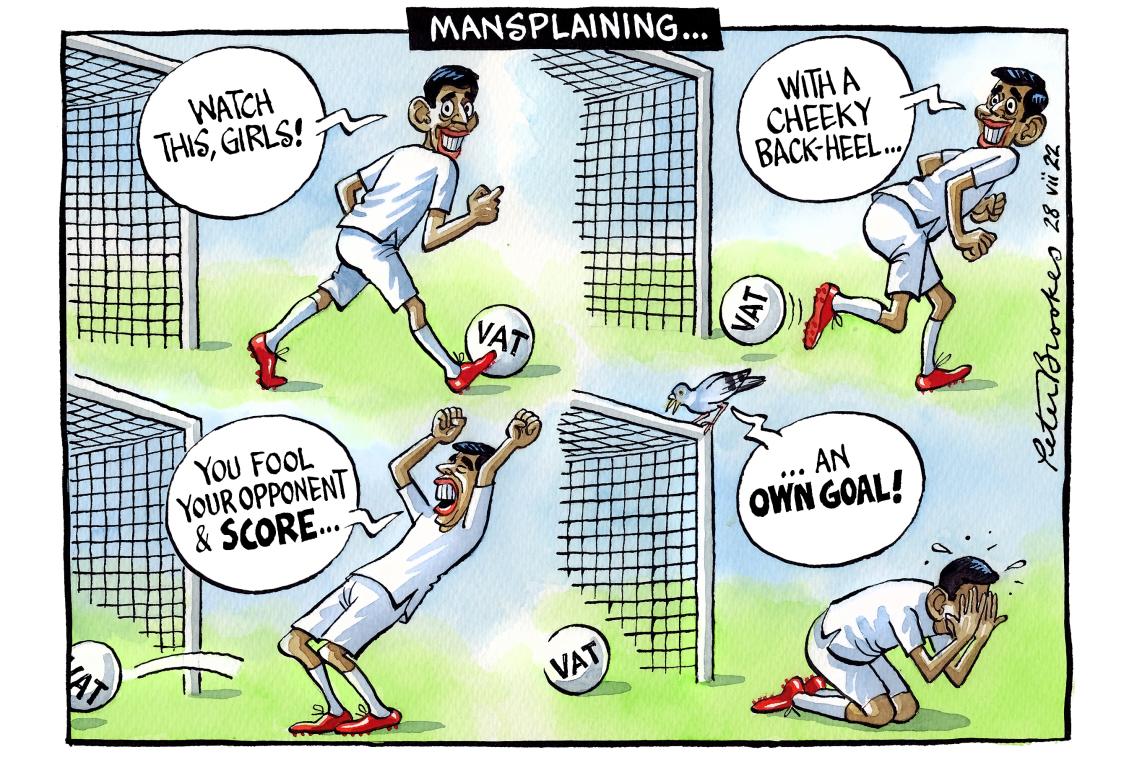 MANSPLAINING...
WATCH
THIS, GIRLS!
VAT
WITH A
CHEEKY
BACK-HEEL...
VAT
YOU FOOL
YOUR OPPONENT
& SCORE...
VAT
... AN
OWN GOAL!
VAT
Peter Brookes 28 vii 22